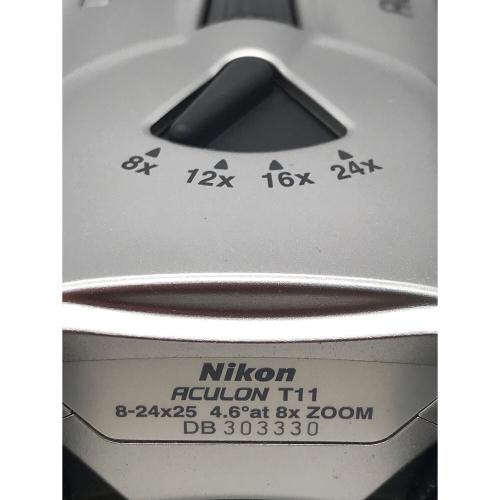 8x 12x 16x 24x
Nikon
ACULON T11
8-24x25 4.6°at 8x ZOOM
DB 303330